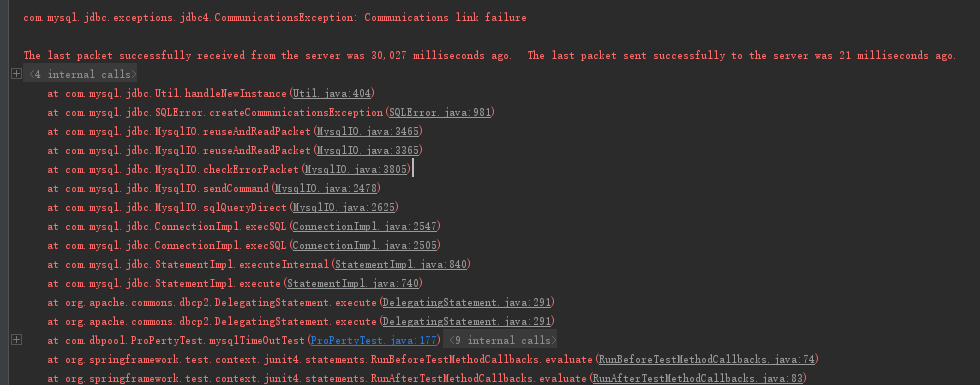 com.mysql.jdbc.exceptions.jdbc4.CommunicationsException: Communications link failure
The last packet successfully received from the server was 30,027 milliseconds ago.  The last packet sent successfully to the server was 21 milliseconds ago.
<4 internal calls>
at com.mysql.jdbc.Util.handleNewInstance(Util.java:404)
at com.mysql.jdbc.SQLError.createCommunicationsException(SQLError.java:981)
at com.mysql.jdbc.MysqlIO.reuseAndReadPacket(MysqlIO.java:3465)
at com.mysql.jdbc.MysqlIO.reuseAndReadPacket(MysqlIO.java:3365)
at com.mysql.jdbc.MysqlIO.checkErrorPacket(MysqlIO.java:3805)
at com.mysql.jdbc.MysqlIO.sendCommand(MysqlIO.java:2478)
at com.mysql.jdbc.MysqlIO.sqlQueryDirect(MysqlIO.java:2625)
at com.mysql.jdbc.ConnectionImpl.execSQL(ConnectionImpl.java:2547)
at com.mysql.jdbc.ConnectionImpl.execSQL(ConnectionImpl.java:2505)
at com.mysql.jdbc.StatementImpl.executeInternal(StatementImpl.java:840)
at com.mysql.jdbc.StatementImpl.execute(StatementImpl.java:740)
at org.apache.commons.dbcp2.DelegatingStatement.execute(DelegatingStatement.java:291)
at org.apache.commons.dbcp2.DelegatingStatement.execute(DelegatingStatement.java:291)
at com.dbpool.ProPertyTest.mysqlTimeOutTest(ProPertyTest.java:177) <9 internal calls>
at org.springframework.test.context.junit4.statements.RunBeforeTestMethodCallbacks.evaluate(RunBeforeTestMethodCallbacks.java:74)
at org.springframework.test.context.junit4.statements.RunAfterTestMethodCallbacks.evaluate(RunAfterTestMethodCallbacks.java:83)